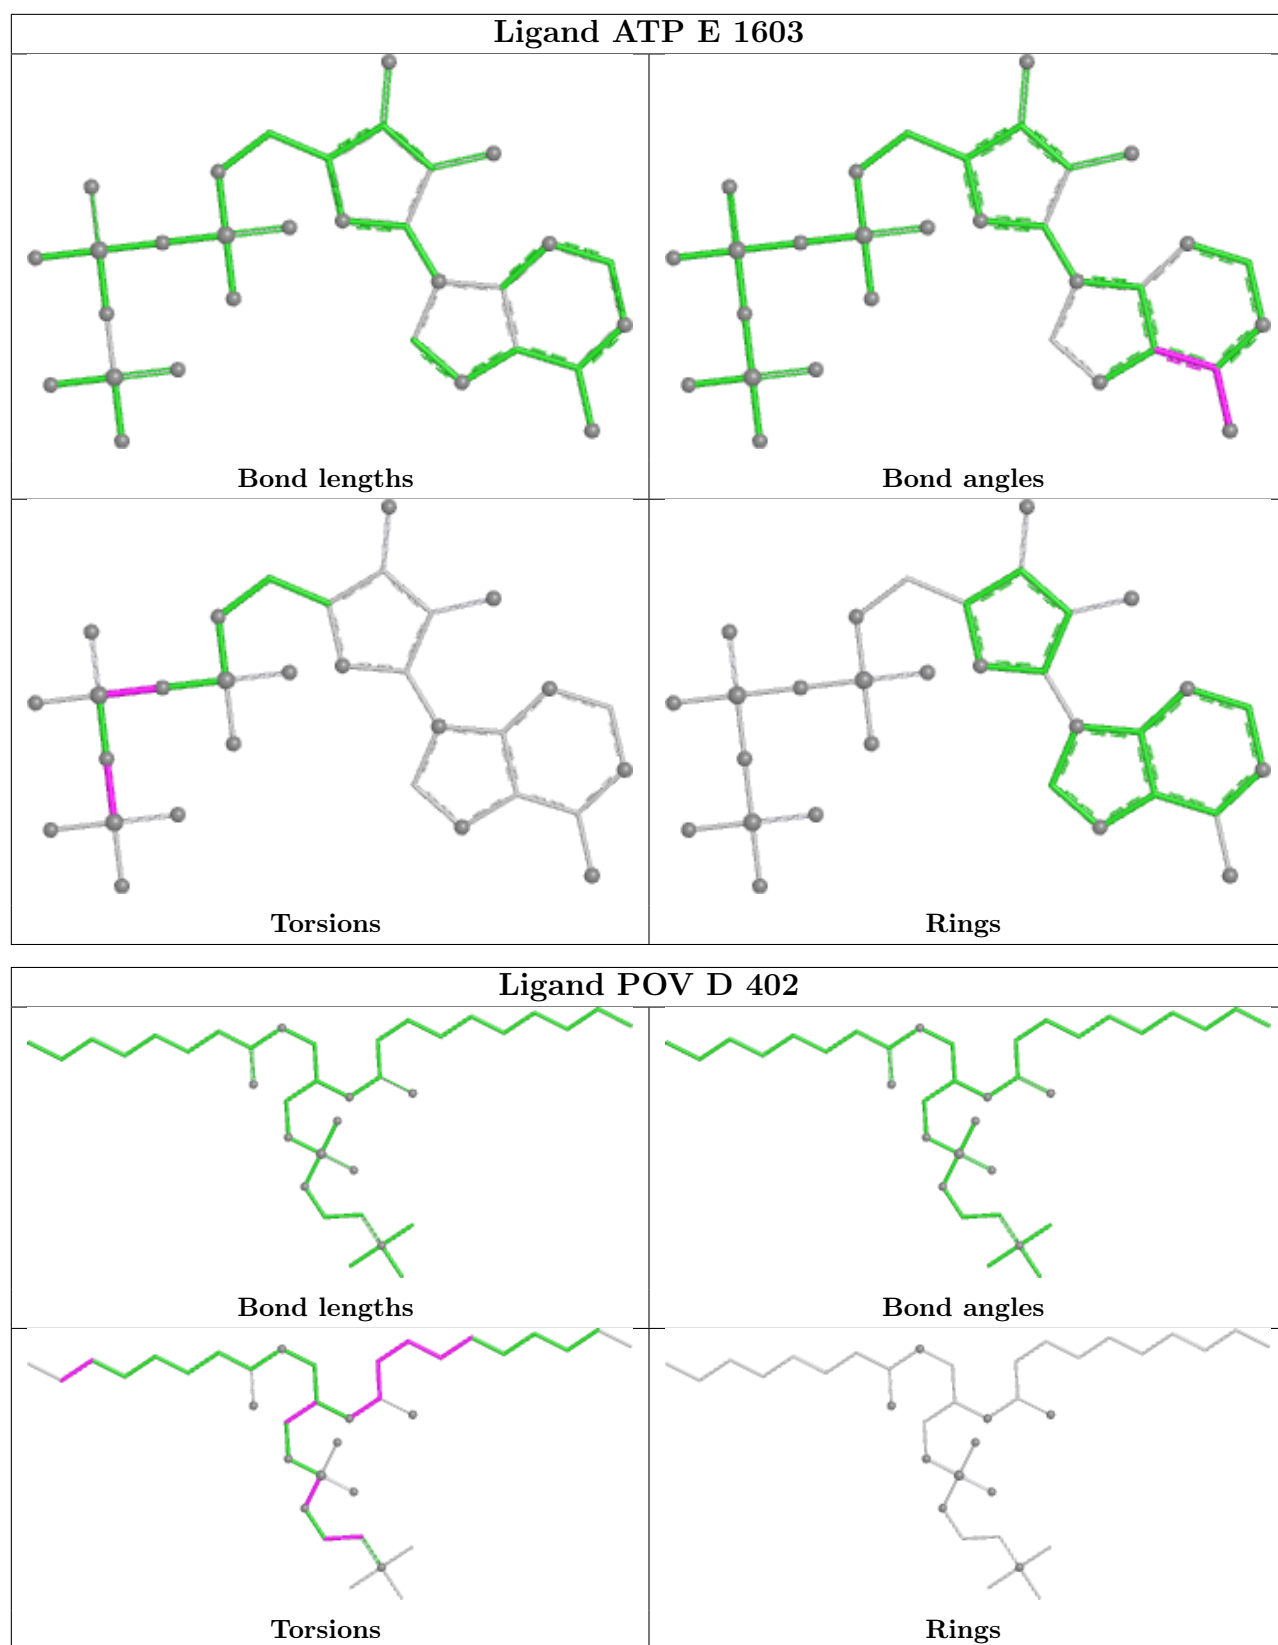 Ligand ATP E 1603
Bond lengths
Bond angles
Torsions
Rings
Ligand POV D 402
Bond lengths
Bond angles
Torsions
Rings